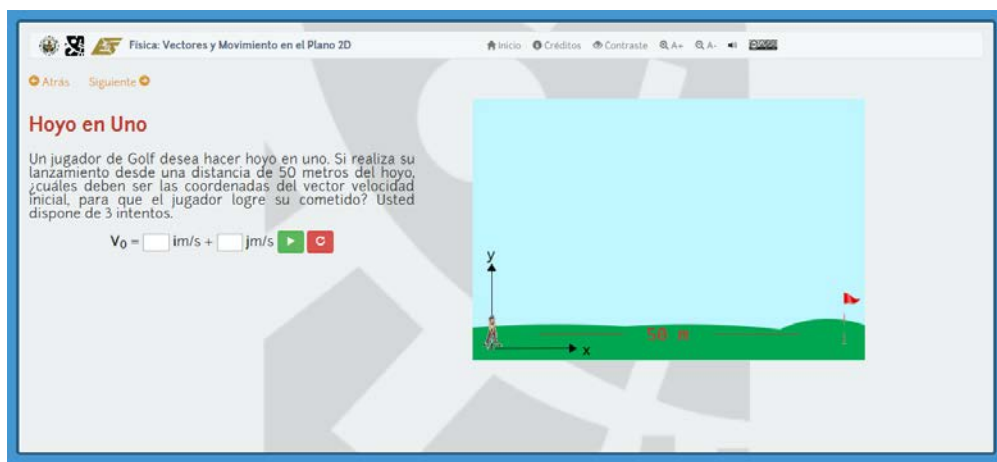 Física: Vectores y Movimiento en el Plano 2D
Inicio Créditos Contraste A+ A-
Atrás Siguiente
Hoyo en Uno
Un jugador de Golf desea hacer hoyo en uno. Si realiza su
lanzamiento desde una distancia de 50 metros del hoyo,
¿cuáles deben ser las coordenadas del vector velocidad
inicial, para que el jugador logre su cometido? Usted
dispone de 3 intentos.
V0 = im/s + jm/s
y
50 M
x